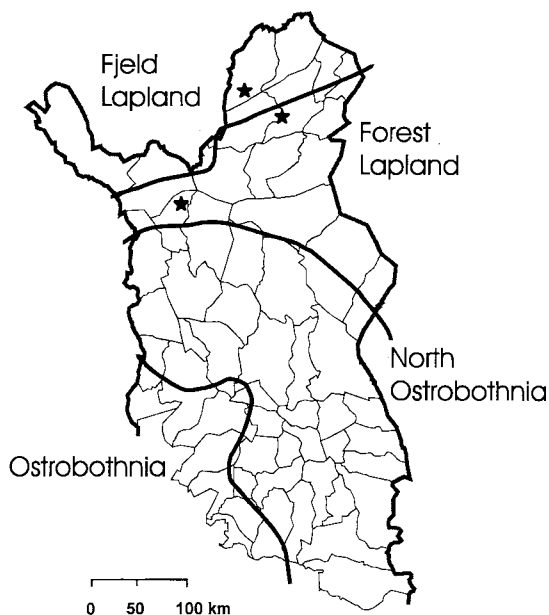 Fjeld
Lapland
Forest
Lapland
North
Ostrobothnia
Ostrobothnia
0 50 100 km